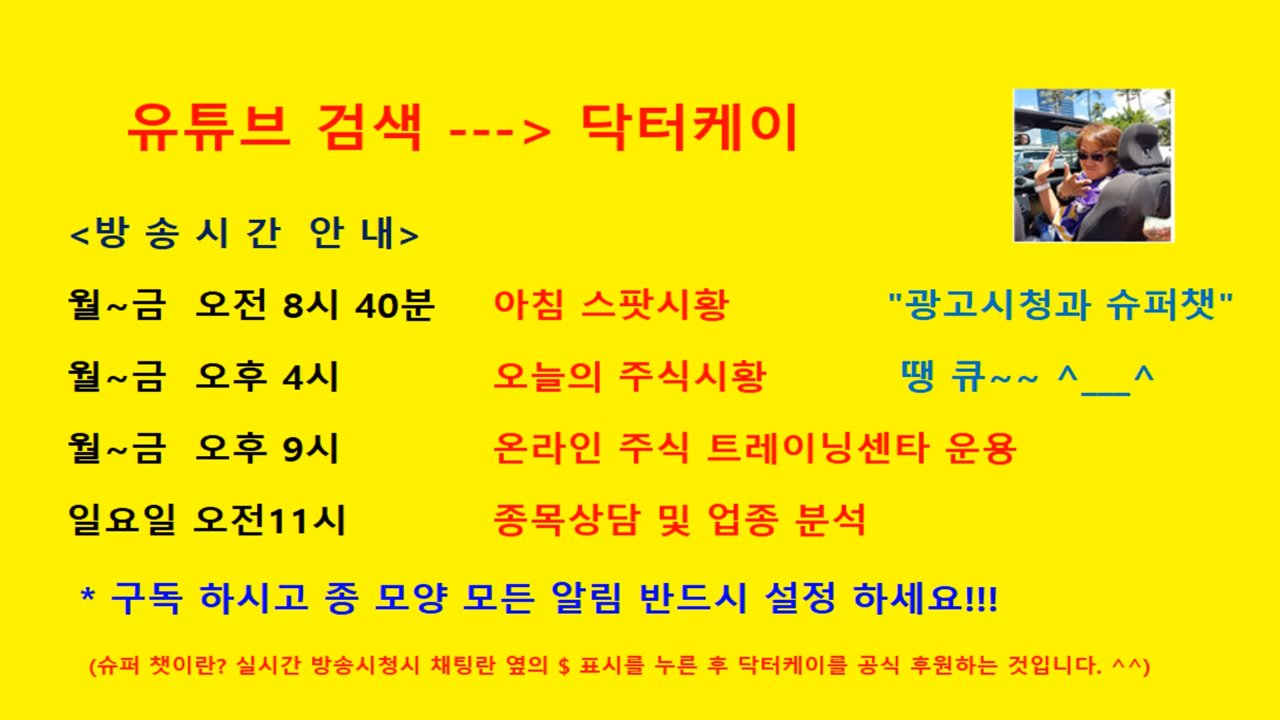 유튜브 검색 ---> 닥터케이
<방 송 시 간 안 내>
월~금 오전 8시 40분 아침 스팟시황 "광고시청과 슈퍼챗"
월~금 오후 4시 오늘의 주식시황 땡 큐~~ ^___^
월~금 오후 9시 온라인 주식 트레이닝센타 운용
일요일 오전11시 종목상담 및 업종 분석
* 구독 하시고 종 모양 모든 알림 반드시 설정 하세요!!!
(슈퍼 챗이란? 실시간 방송시청시 채팅란 옆의 $ 표시를 누른 후 닥터케이를 공식 후원하는 것입니다. ^^)